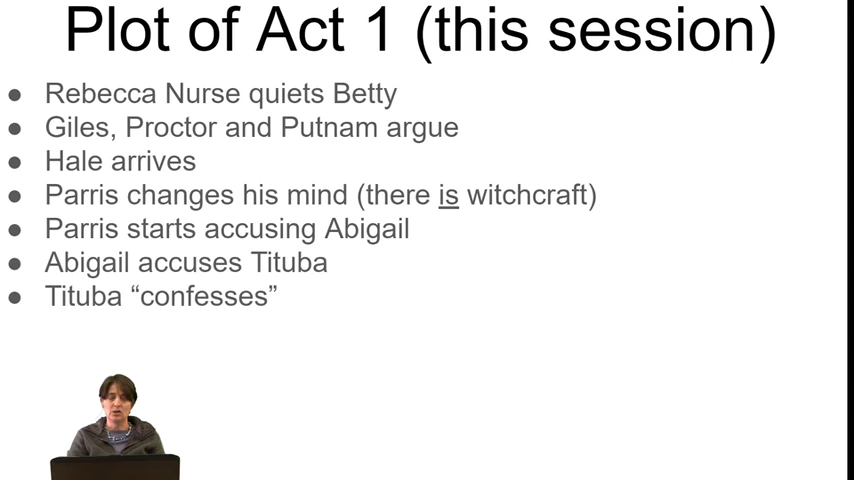 Plot of Act 1 (this session)
● Rebecca Nurse quiets Betty
● Giles, Proctor and Putnam argue
● Hale arrives
● Parris changes his mind (there is witchcraft)
● Parris starts accusing Abigail
● Abigail accuses Tituba
● Tituba “confesses”